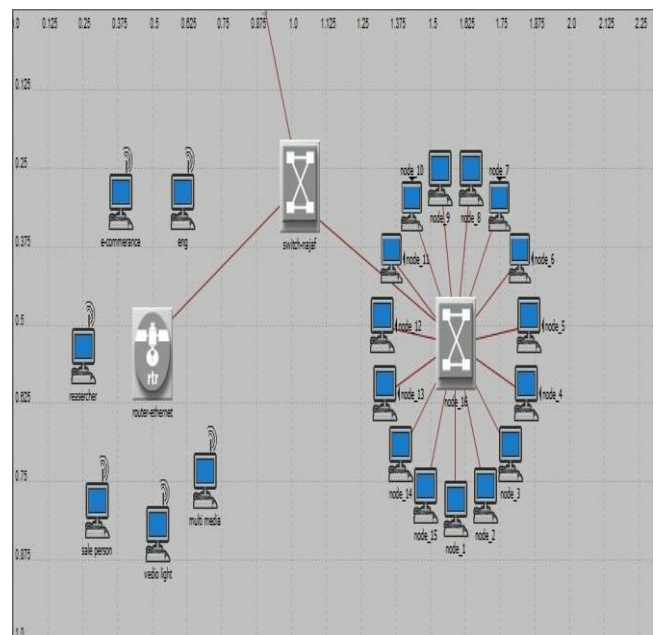 .0 0.125 0.25 0.375 0.5 0.625 0.75 0.875 1.0 1.125 1.25 1.375 1.5 1.625 1.75 1.875 2.0 2.125 2.25
0.125
0.25
0.375
0.5
0.625
0.75
0.875
1.0
e-commerance
eng
switch-najaf
reasercher
rtr
router-ethernet
multi media
sale person
vedio light
node_10
node_9
node_8
node_7
node_11
node_6
node_12
node_5
node_13
node_16
node_4
node_14
node_3
node_15
node_1
node_2